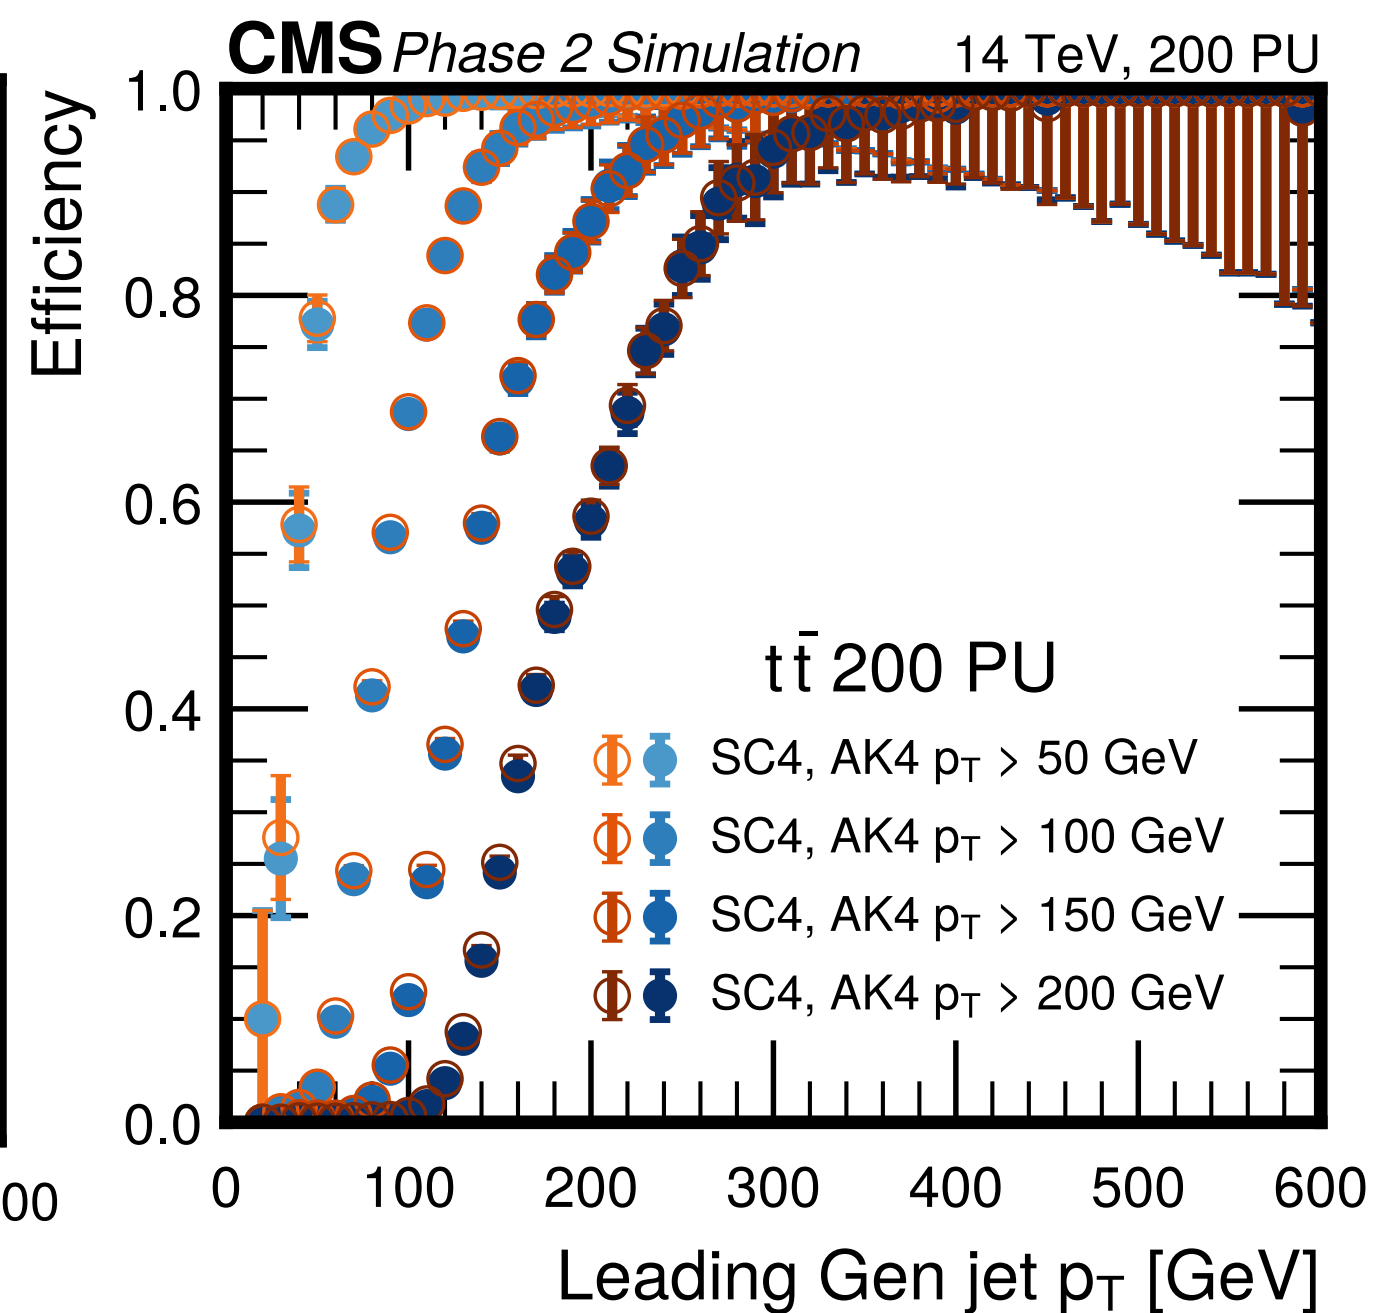 CMS Phase 2 Simulation 14 TeV, 200 PU
Efficiency
1.0
0.8
0.6
0.4
0.2
0.0
tt̄ 200 PU
SC4, AK4 pT > 50 GeV
SC4, AK4 pT > 100 GeV
SC4, AK4 pT > 150 GeV
SC4, AK4 pT > 200 GeV
00
0 100 200 300 400 500 600
Leading Gen jet pT [GeV]